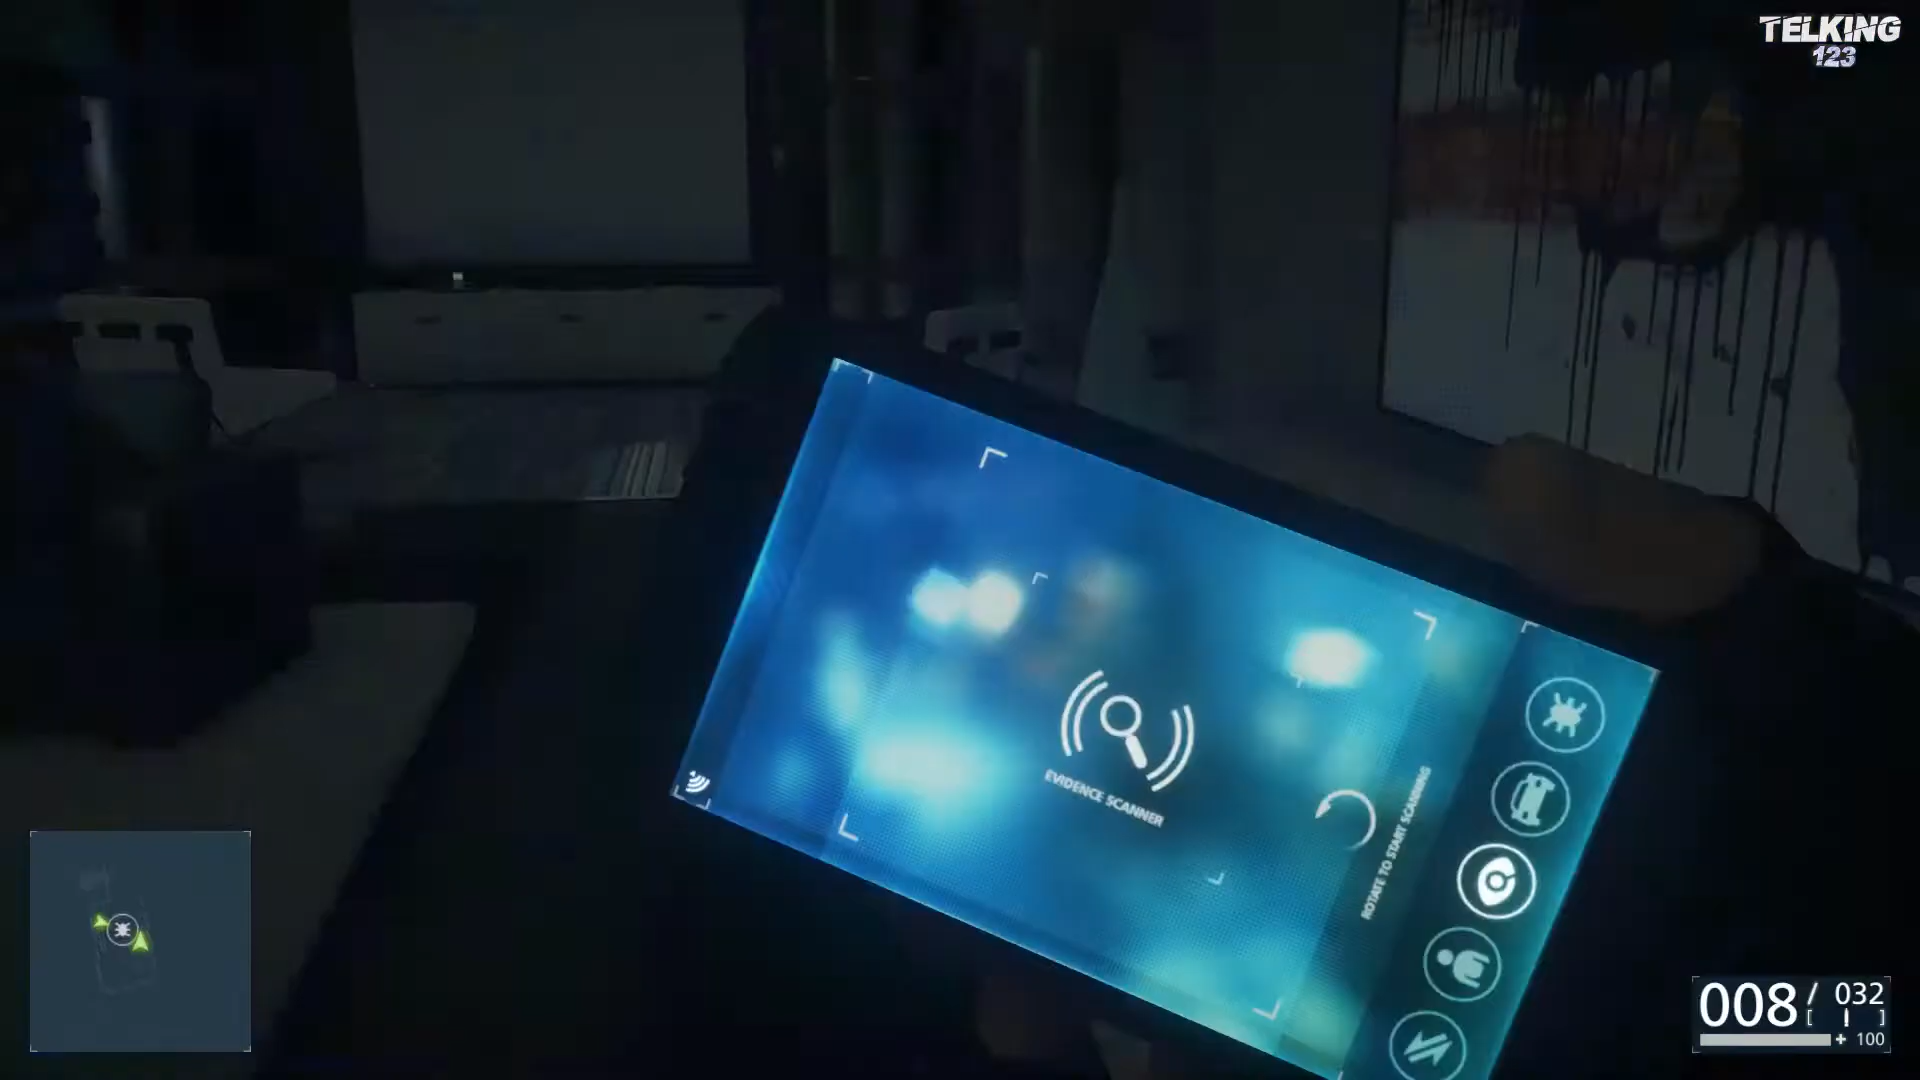 TELKING
123
EVIDENCE SCANNER
ROTATE TO START SCANNING
008 / 032
[ ! ]
+ 100